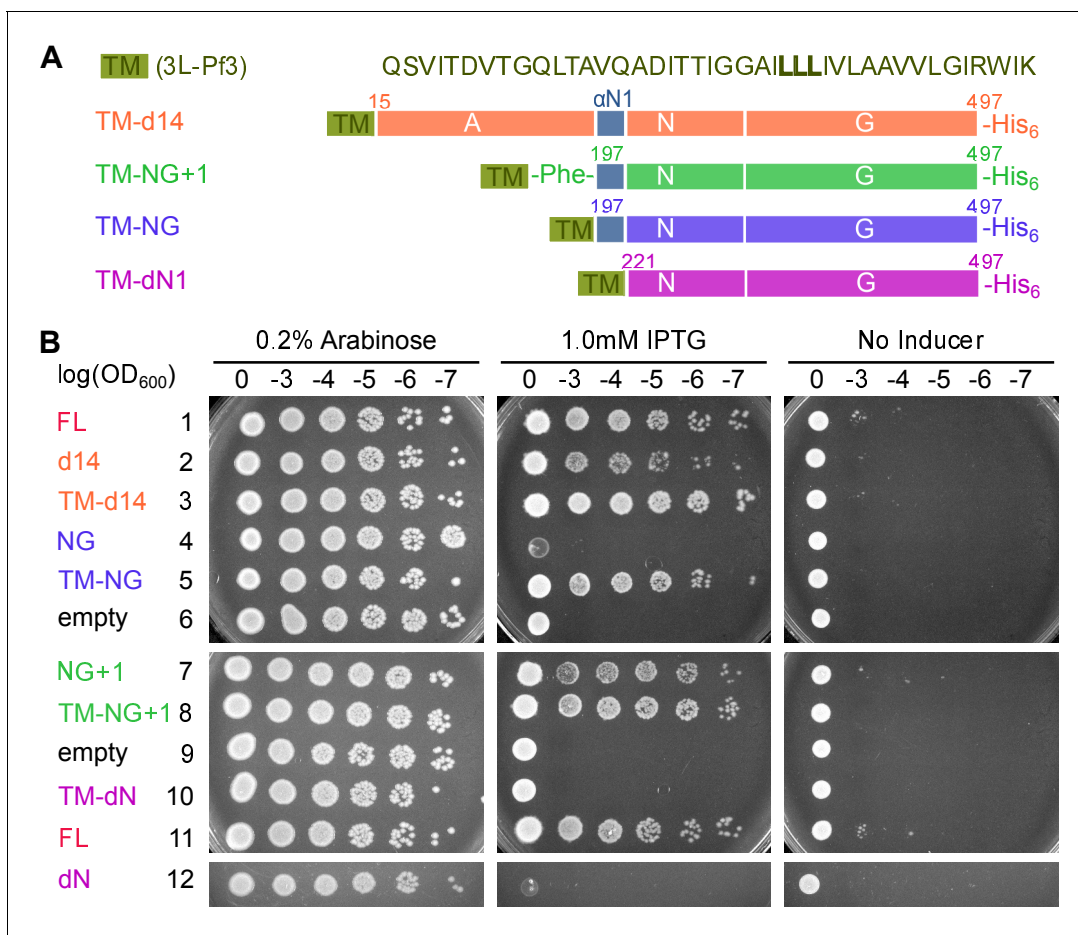 A
TM (3L-Pf3) QSVITDVTGQLTAVQADITTIGGAILLLIVLAAVVLGIRWIK
15 αN1 497
TM-d14 TM A N G -His6
197 497
TM-NG+1 TM -Phe- N G -His6
197 497
TM-NG TM N G -His6
221 497
TM-dN1 TM N G -His6
B
0.2% Arabinose 1.0mM IPTG No Inducer
log(OD600) 0 -3 -4 -5 -6 -7 0 -3 -4 -5 -6 -7 0 -3 -4 -5 -6 -7
FL 1
d14 2
TM-d14 3
NG 4
TM-NG 5
empty 6
NG+1 7
TM-NG+1 8
empty 9
TM-dN 10
FL 11
dN 12